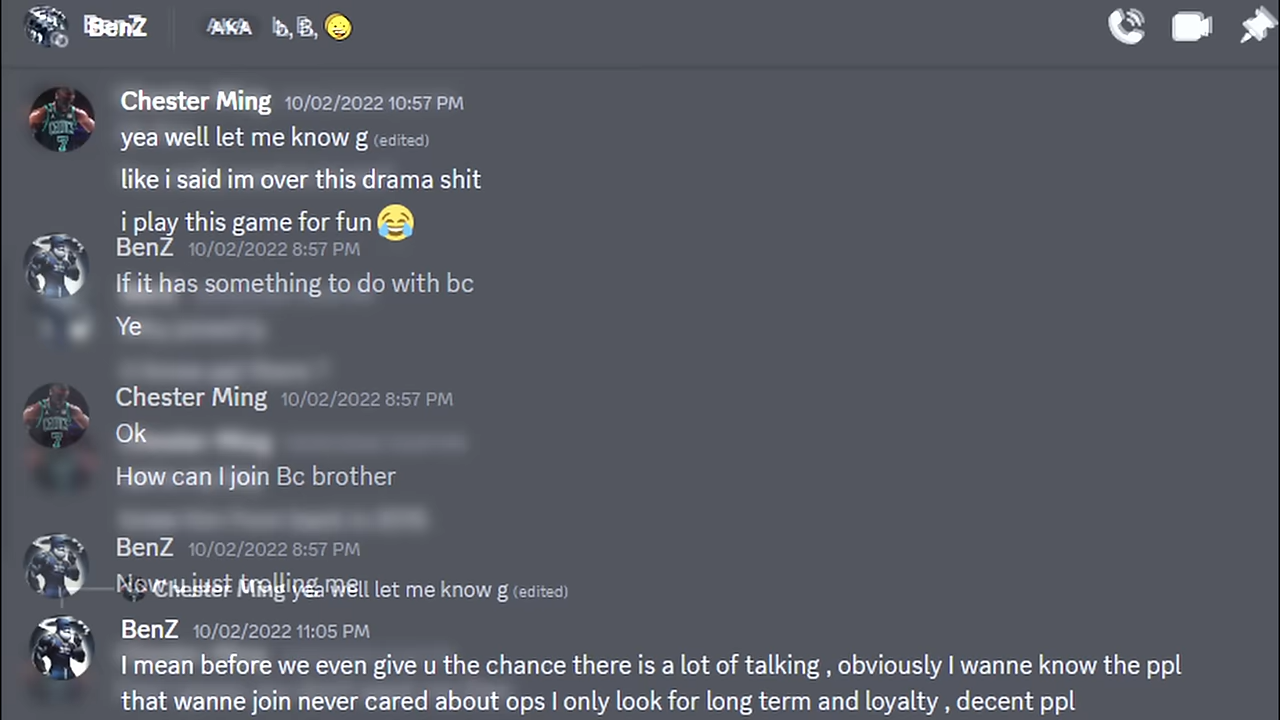 BenZ AKA b, B,
Chester Ming 10/02/2022 10:57 PM
yea well let me know g (edited)
like i said im over this drama shit
i play this game for fun 😂
BenZ 10/02/2022 8:57 PM
If it has something to do with bc
Ye
Chester Ming 10/02/2022 8:57 PM
Ok
How can I join Bc brother
BenZ 10/02/2022 8:57 PM
Now u just trolling me
Chester Ming yea well let me know g (edited)
BenZ 10/02/2022 11:05 PM
I mean before we even give u the chance there is a lot of talking , obviously I wanne know the ppl
that wanne join never cared about ops I only look for long term and loyalty , decent ppl